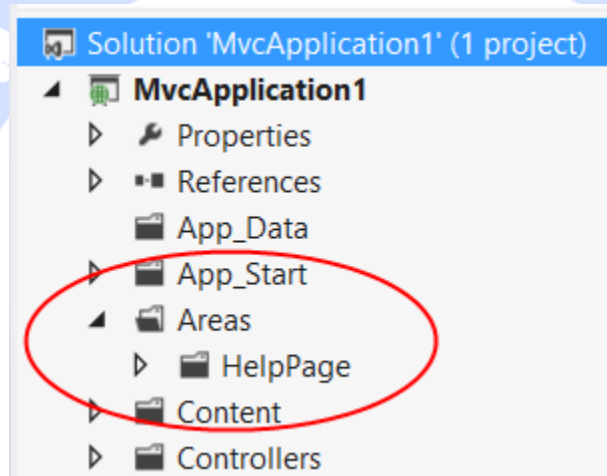 Solution 'MvcApplication1' (1 project)
MvcApplication1
Properties
References
App_Data
App_Start
Areas
HelpPage
Content
Controllers